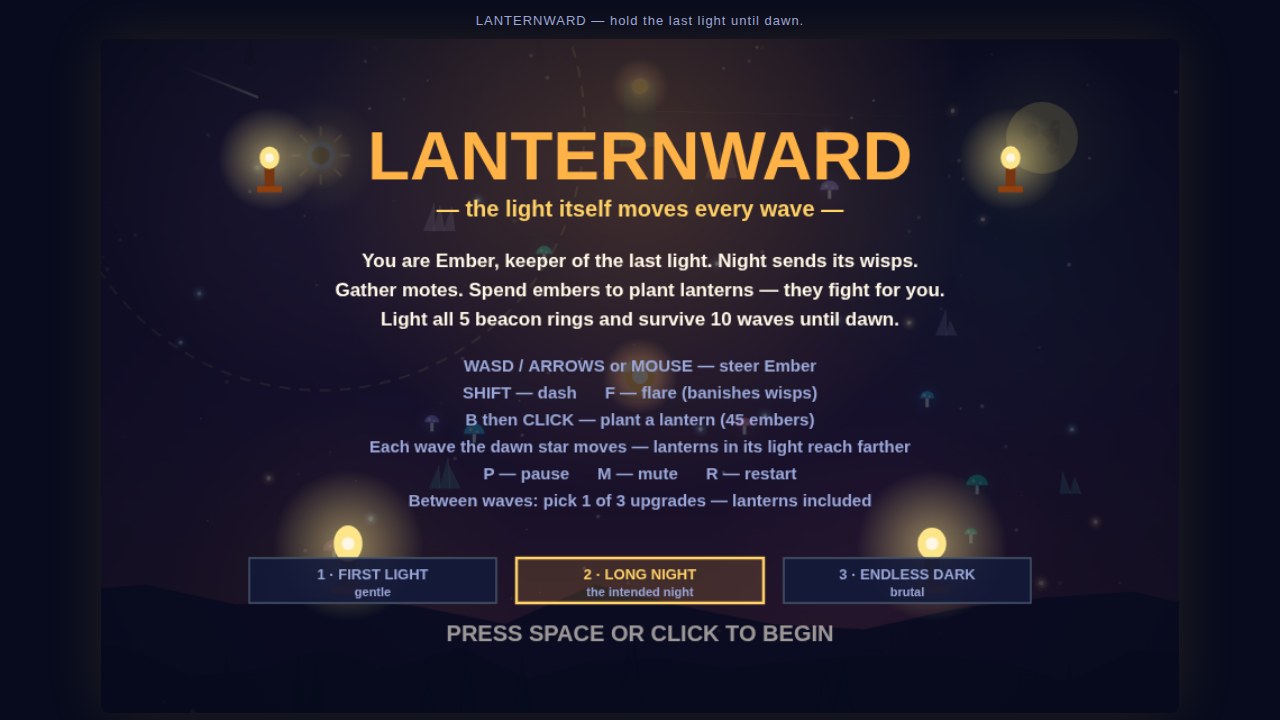 LANTERNWARD — hold the last light until dawn.
LANTERNWARD
— the light itself moves every wave —
You are Ember, keeper of the last light. Night sends its wisps.
Gather motes. Spend embers to plant lanterns — they fight for you.
Light all 5 beacon rings and survive 10 waves until dawn.
WASD / ARROWS or MOUSE — steer Ember
SHIFT — dash F — flare (banishes wisps)
B then CLICK — plant a lantern (45 embers)
Each wave the dawn star moves — lanterns in its light reach farther
P — pause M — mute R — restart
Between waves: pick 1 of 3 upgrades — lanterns included
1 · FIRST LIGHT
gentle
2 · LONG NIGHT
the intended night
3 · ENDLESS DARK
brutal
PRESS SPACE OR CLICK TO BEGIN